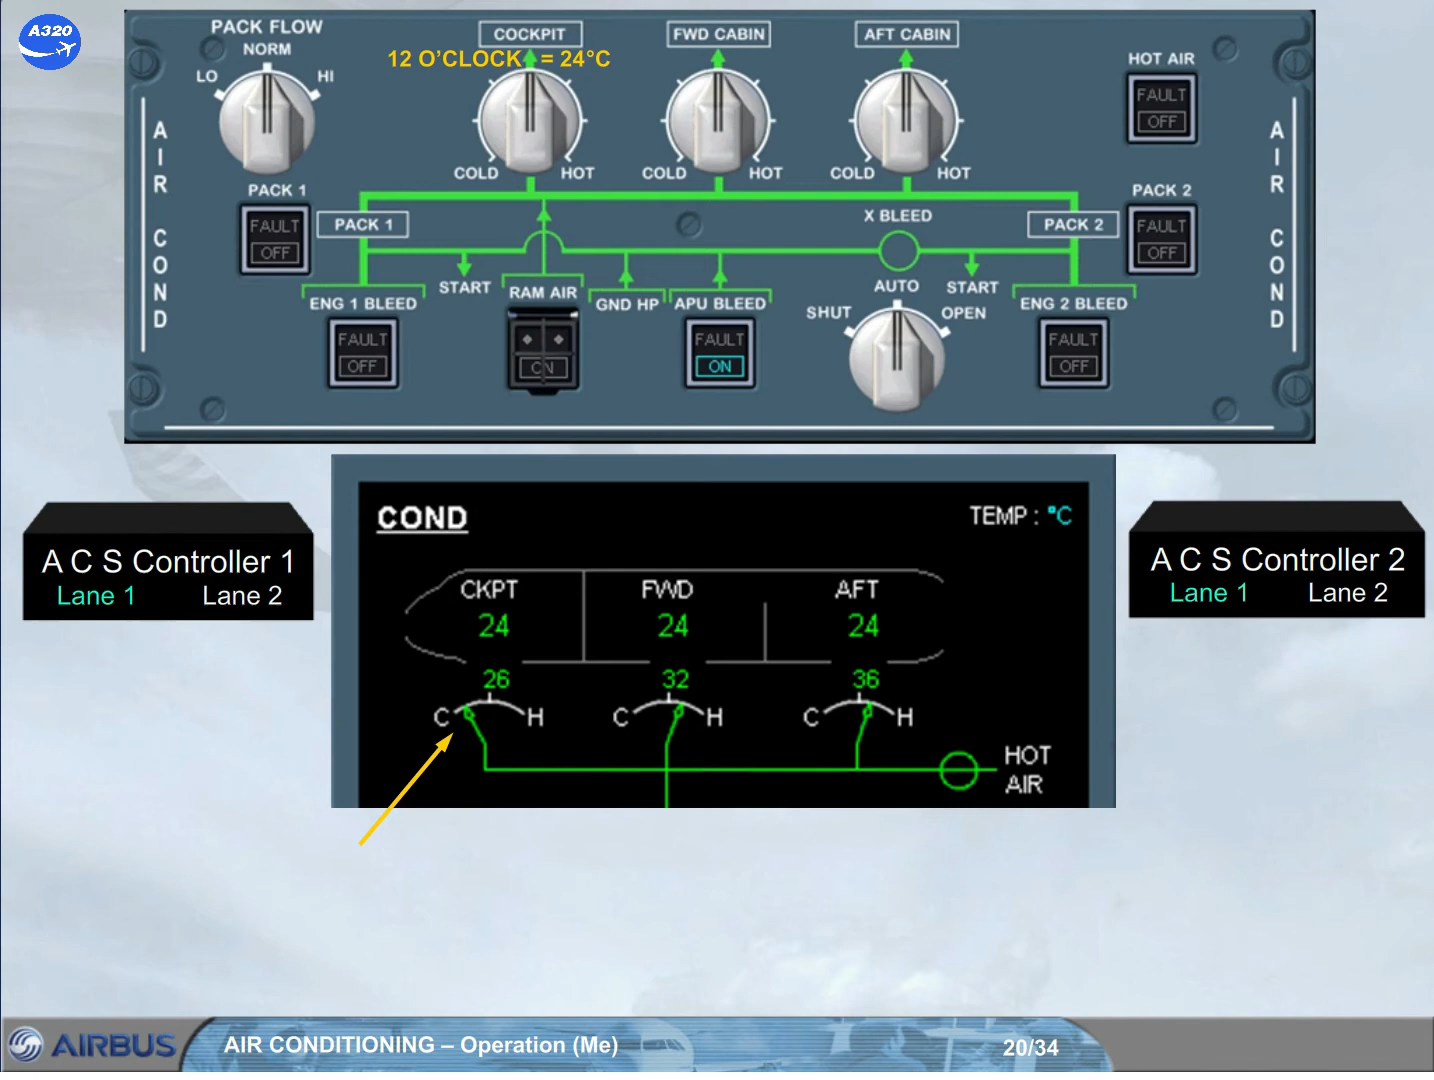 A320
PACK FLOW
NORM
LO
HI
COCKPIT
12 O'CLOCK = 24°C
FWD CABIN
AFT CABIN
HOT AIR
FAULT
OFF
COLD
HOT
COLD
HOT
COLD
HOT
AIR COND
AIR COND
PACK 1
FAULT
OFF
PACK 1
X BLEED
PACK 2
PACK 2
FAULT
OFF
START
RAM AIR
GND HP
APU BLEED
AUTO
START
ENG 1 BLEED
ENG 2 BLEED
SHUT
OPEN
FAULT
OFF
ON
FAULT
ON
FAULT
OFF
COND
TEMP : °C
A C S Controller 1
Lane 1 Lane 2
A C S Controller 2
Lane 1 Lane 2
CKPT FWD AFT
24 24 24
26 32 36
C H C H C H
HOT
AIR
AIRBUS
AIR CONDITIONING – Operation (Me)
20/34